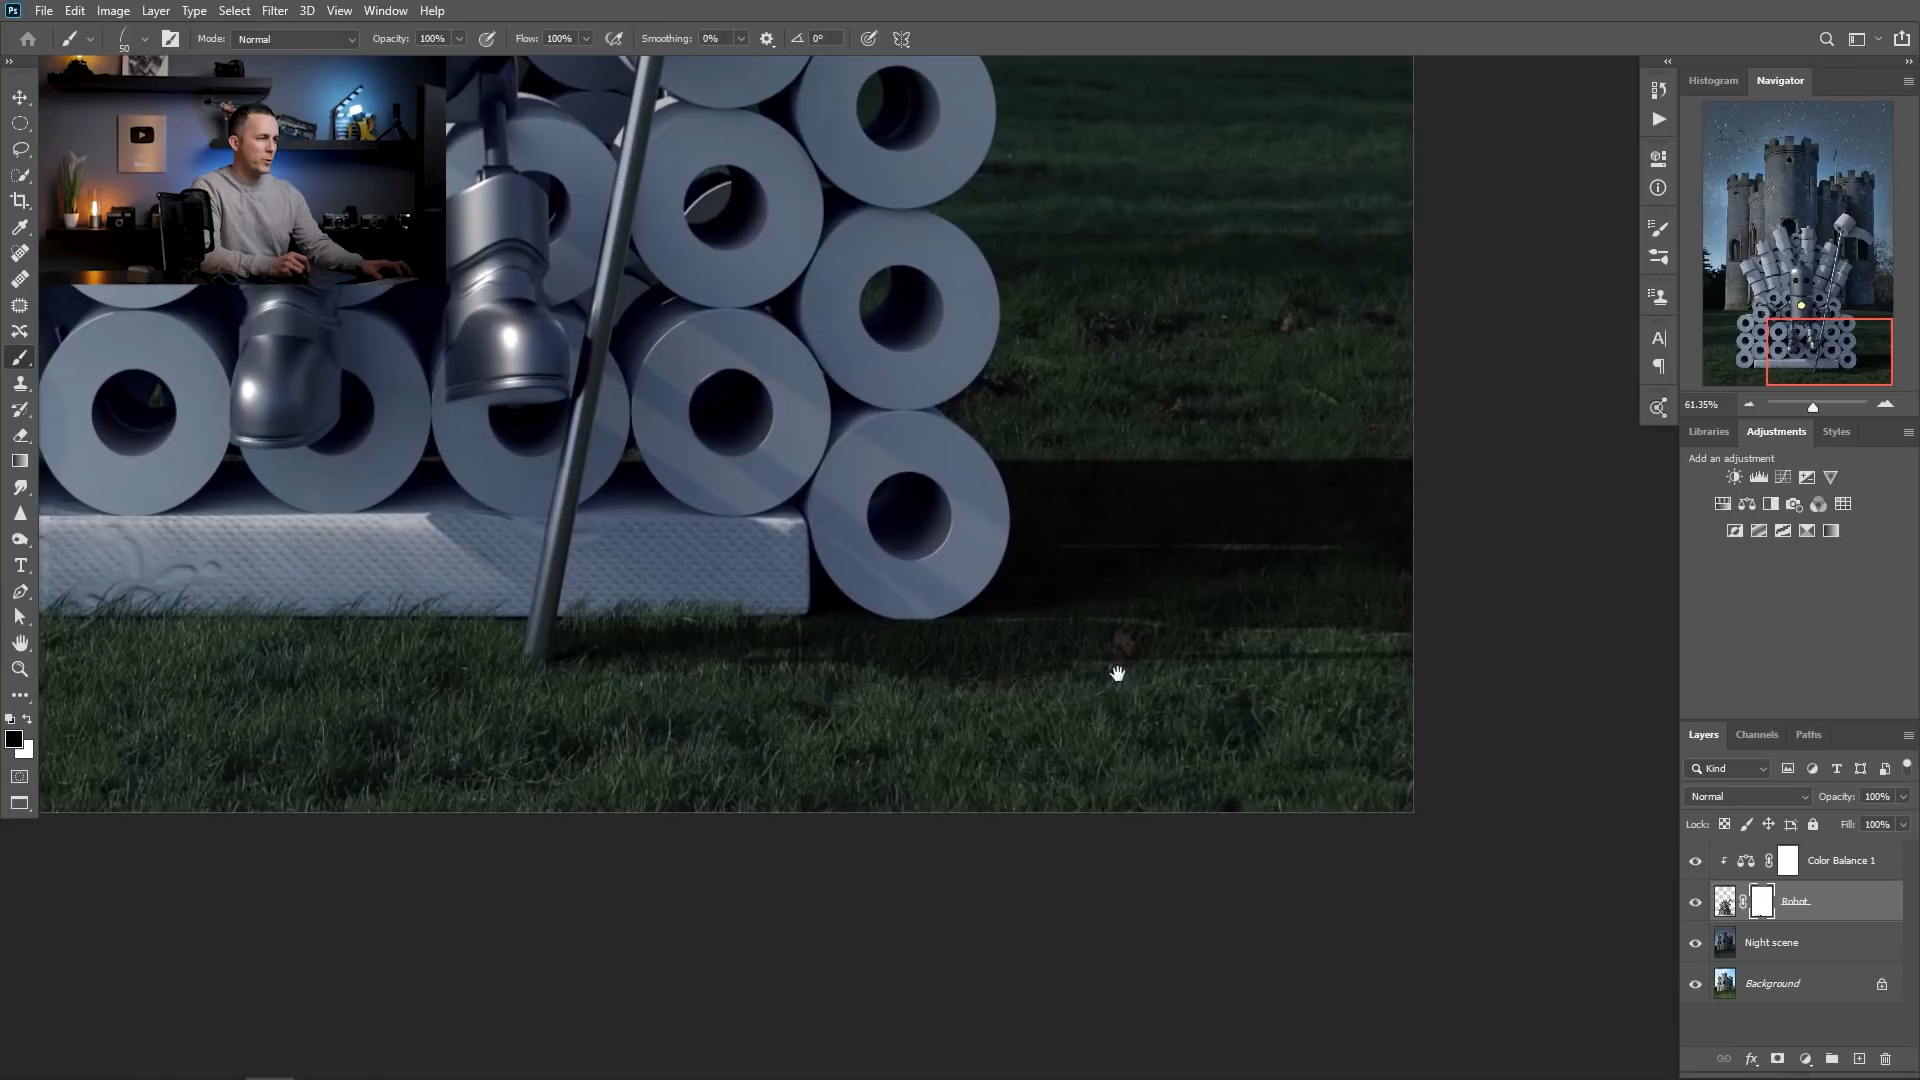 Ps File Edit Image Layer Type Select Filter 3D View Window Help
50 Mode: Normal Opacity: 100% Flow: 100% Smoothing: 0% 0°
Histogram Navigator
61.35%
Libraries Adjustments Styles
Add an adjustment
Layers Channels Paths
Kind
Normal Opacity: 100%
Lock: Fill: 100%
Color Balance 1
Robot
Night scene
Background